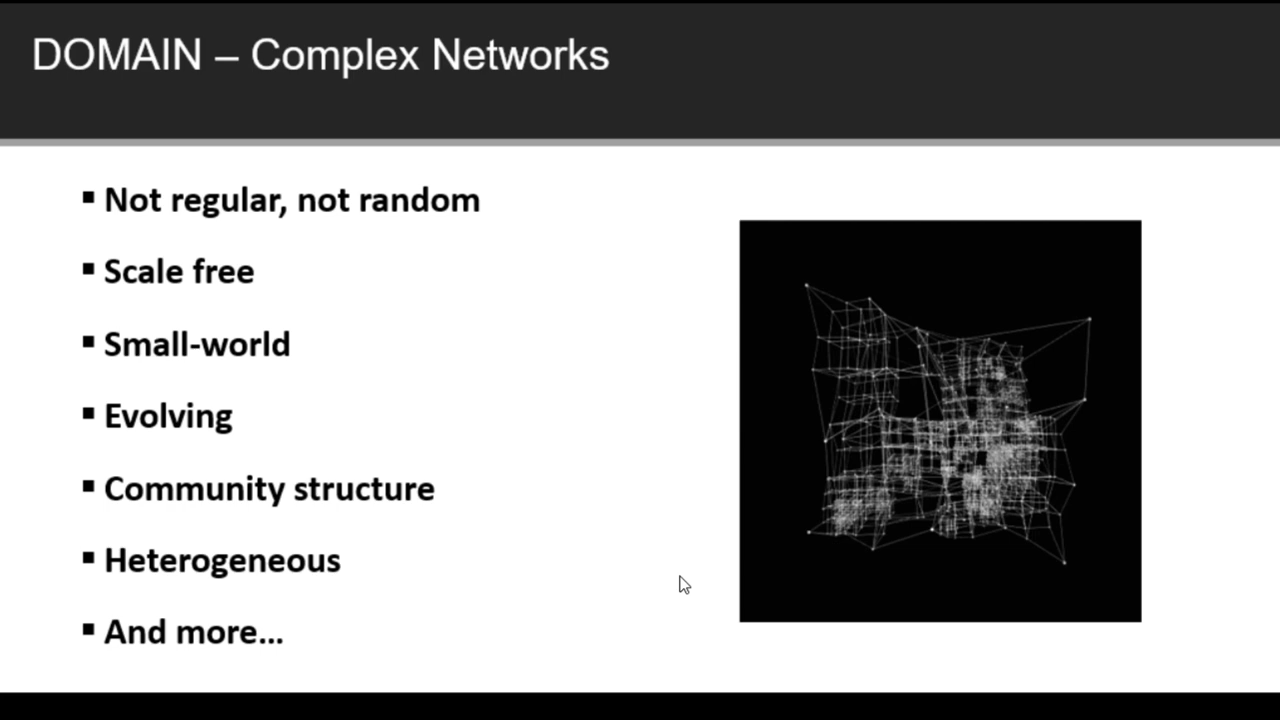 DOMAIN – Complex Networks
▪ Not regular, not random
▪ Scale free
▪ Small-world
▪ Evolving
▪ Community structure
▪ Heterogeneous
▪ And more...